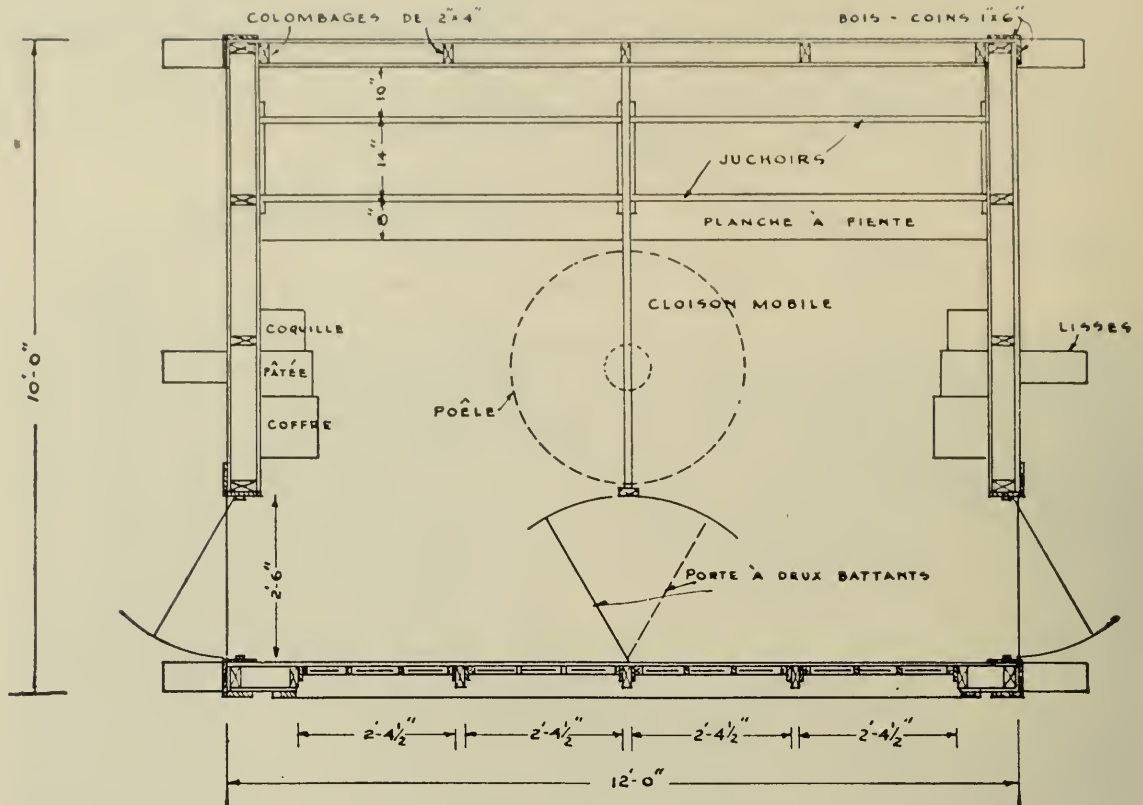 COLOMBAGES DE 2"x4"
BOIS - COINS 1"x6"
10"
14"
JUCHOIRS
8"
PLANCHE À FIENTE
CLOISON MOBILE
COQUILLE
LISSES
PÂTÉE
10'-0"
POÊLE
COFFRE
2'-6"
PORTE À DEUX BATTANTS
2'-4½"
2'-4½"
2'-4½"
2'-4½"
12'-0"